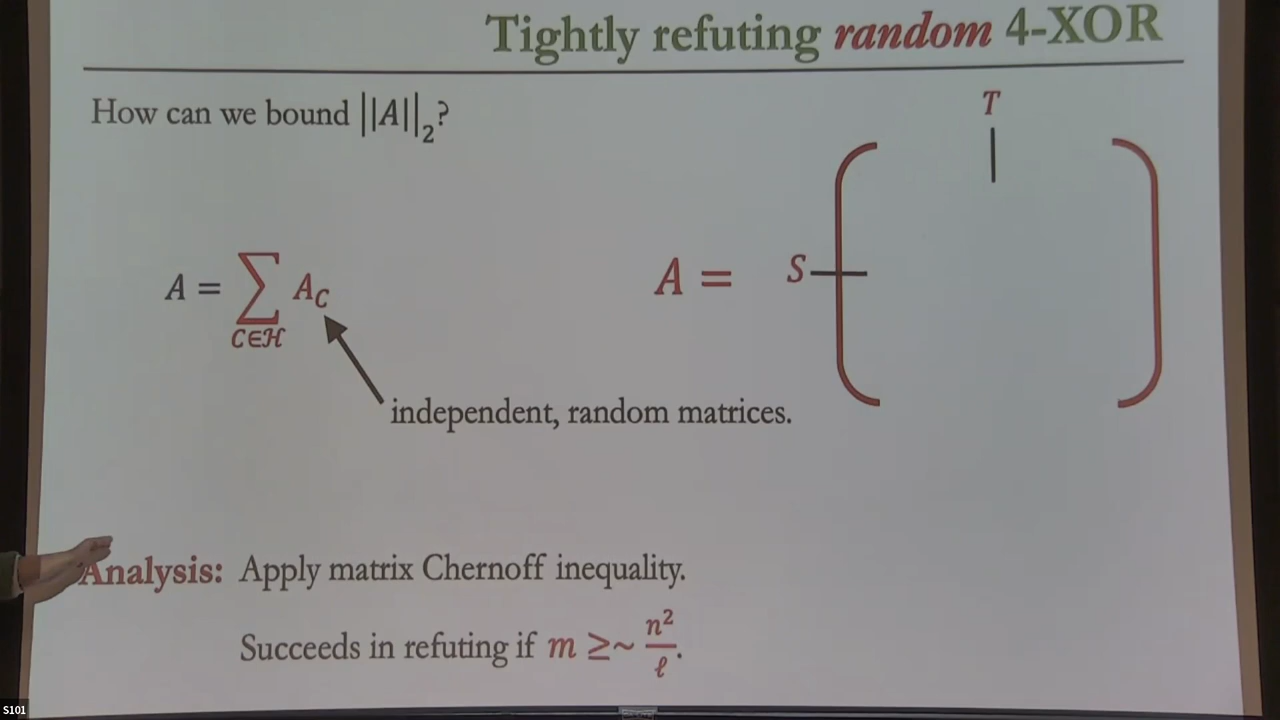 Tightly refuting random 4-XOR
How can we bound ||A||₂?
T
A = ∑ A_C
C∈ℋ
A = S
independent, random matrices.
Analysis: Apply matrix Chernoff inequality.
Succeeds in refuting if m ≥~ n²/ℓ.
S101